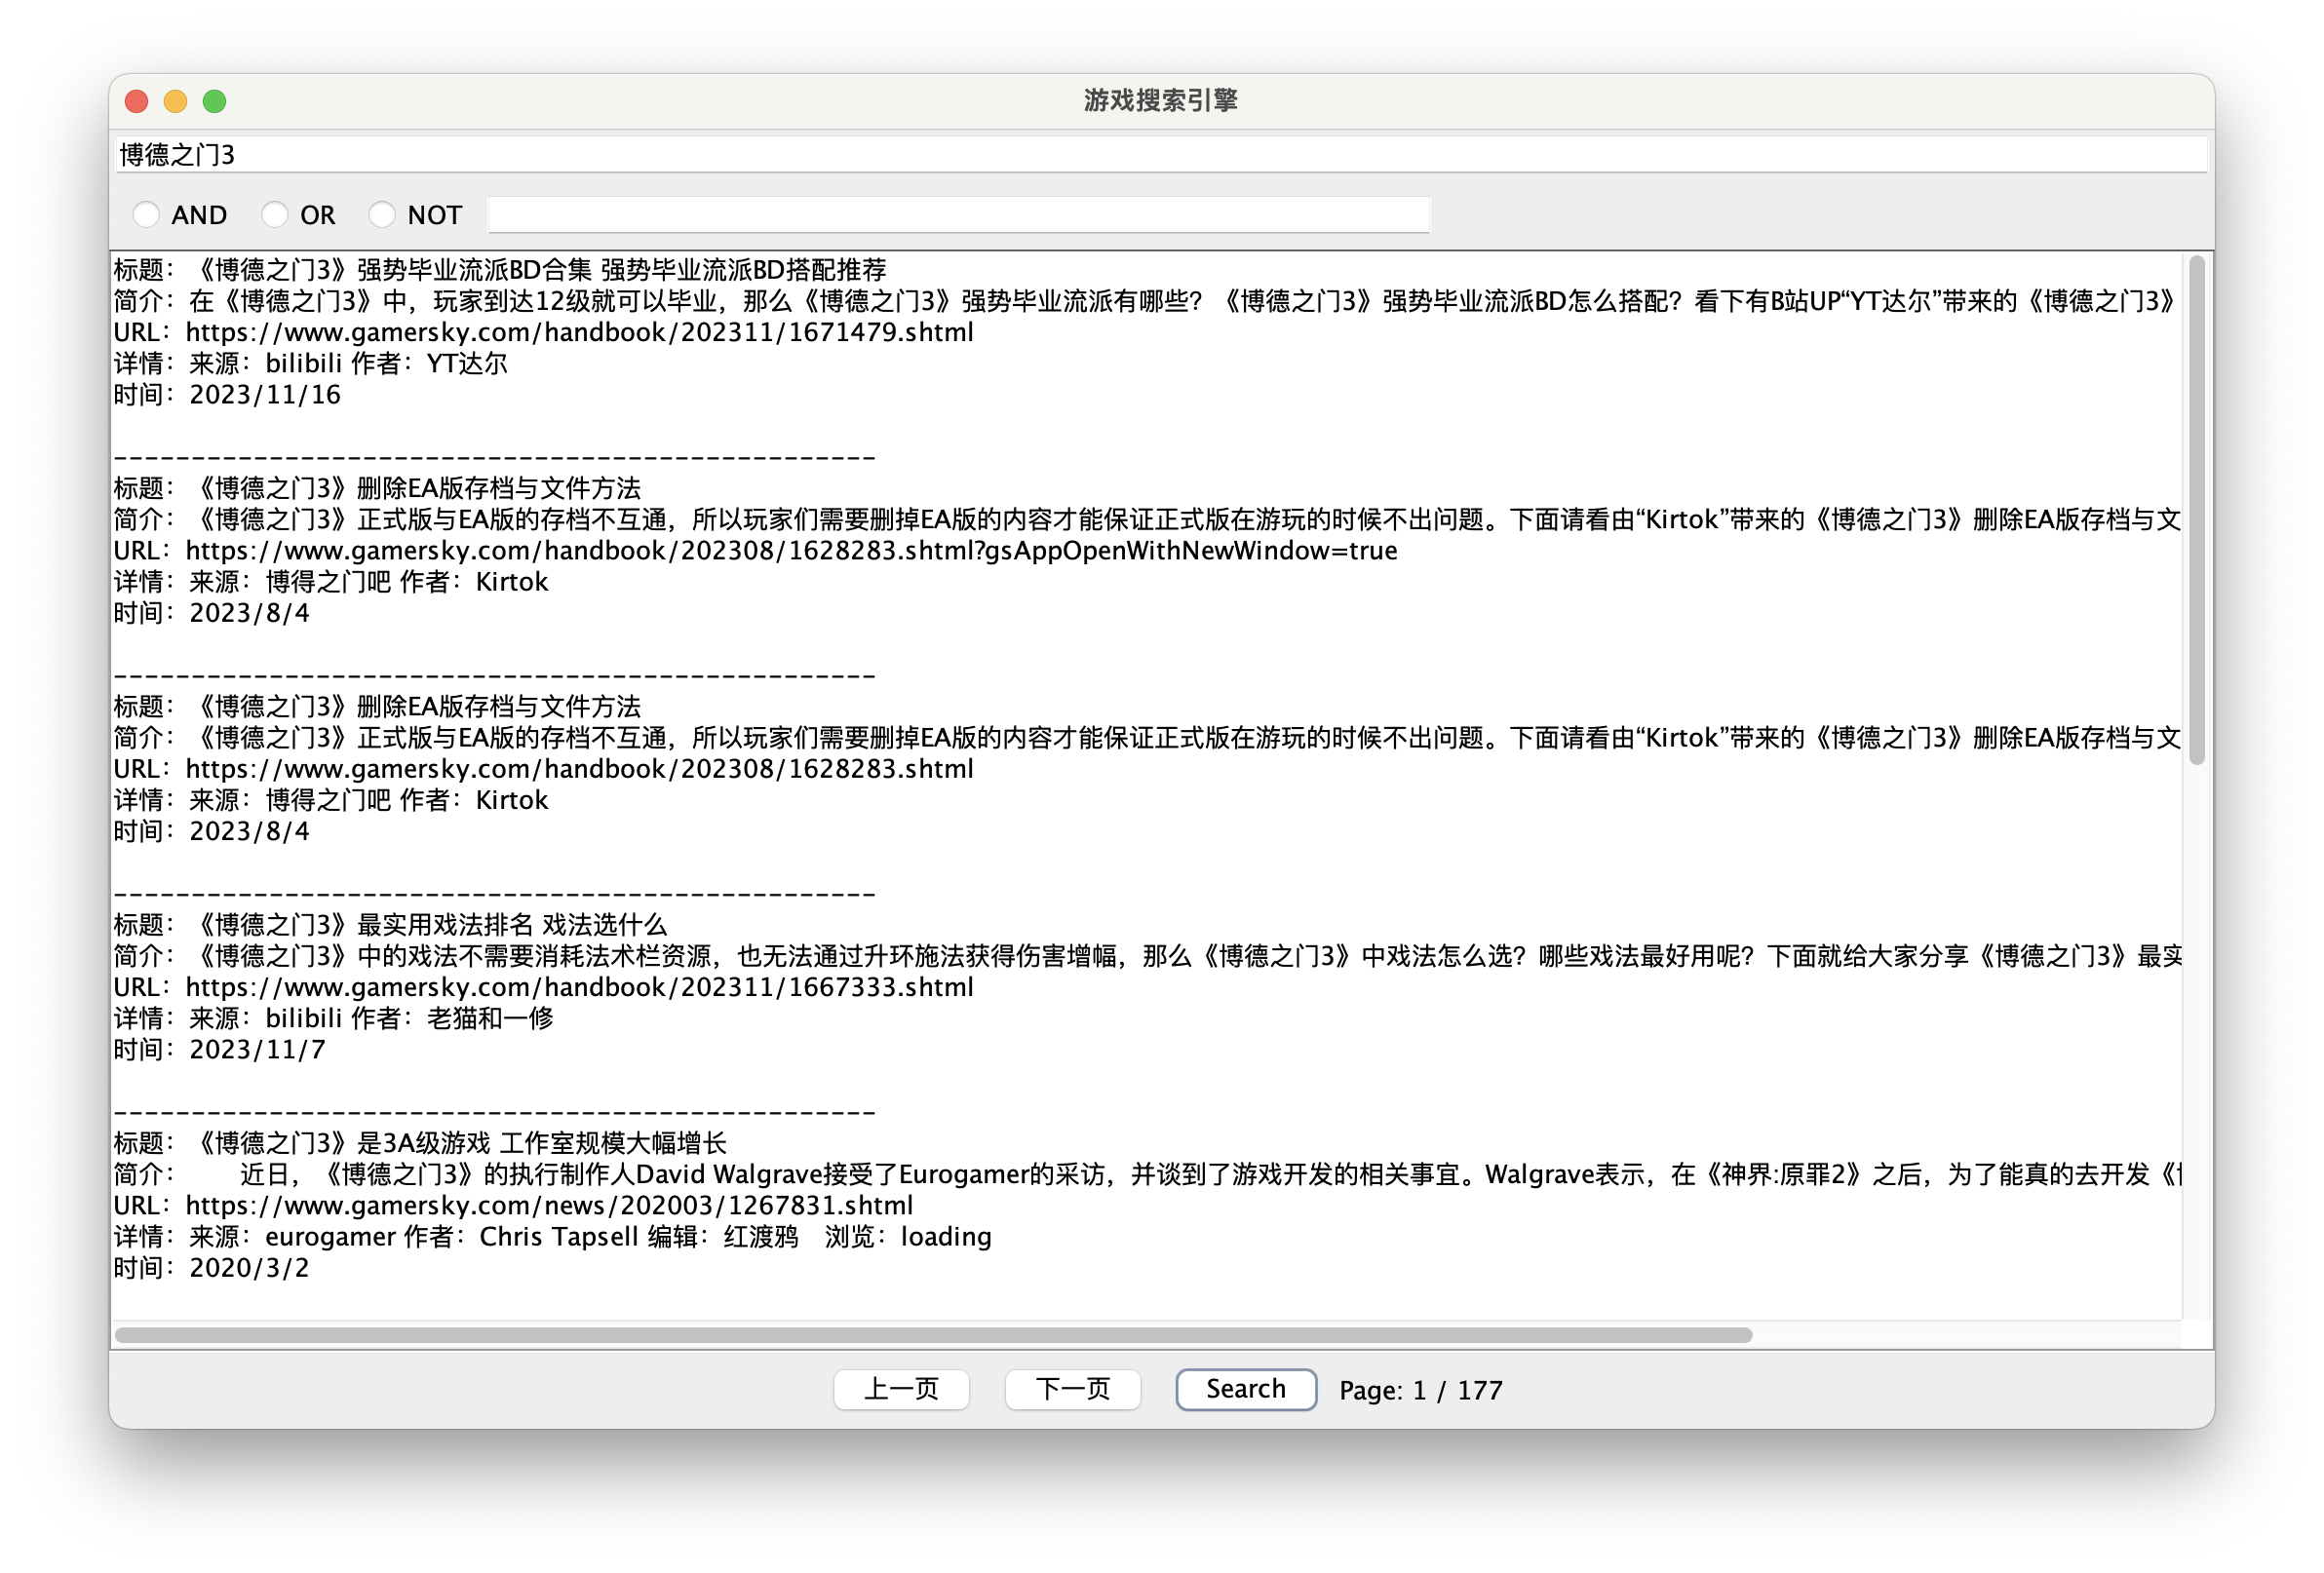 游戏搜索引擎
博德之门3
AND OR NOT
标题：《博德之门3》强势毕业流派BD合集 强势毕业流派BD搭配推荐
简介：在《博德之门3》中，玩家到达12级就可以毕业，那么《博德之门3》强势毕业流派有哪些？《博德之门3》强势毕业流派BD怎么搭配？看下有B站UP“YT达尔”带来的《博德之门3》
URL：https://www.gamersky.com/handbook/202311/1671479.shtml
详情：来源：bilibili 作者：YT达尔
时间：2023/11/16
-------------------------------------------------
标题：《博德之门3》删除EA版存档与文件方法
简介：《博德之门3》正式版与EA版的存档不互通，所以玩家们需要删掉EA版的内容才能保证正式版在游玩的时候不出问题。下面请看由“Kirtok”带来的《博德之门3》删除EA版存档与文
URL：https://www.gamersky.com/handbook/202308/1628283.shtml?gsAppOpenWithNewWindow=true
详情：来源：博得之门吧 作者：Kirtok
时间：2023/8/4
-------------------------------------------------
标题：《博德之门3》删除EA版存档与文件方法
简介：《博德之门3》正式版与EA版的存档不互通，所以玩家们需要删掉EA版的内容才能保证正式版在游玩的时候不出问题。下面请看由“Kirtok”带来的《博德之门3》删除EA版存档与文
URL：https://www.gamersky.com/handbook/202308/1628283.shtml
详情：来源：博得之门吧 作者：Kirtok
时间：2023/8/4
-------------------------------------------------
标题：《博德之门3》最实用戏法排名 戏法选什么
简介：《博德之门3》中的戏法不需要消耗法术栏资源，也无法通过升环施法获得伤害增幅，那么《博德之门3》中戏法怎么选？哪些戏法最好用呢？下面就给大家分享《博德之门3》最实
URL：https://www.gamersky.com/handbook/202311/1667333.shtml
详情：来源：bilibili 作者：老猫和一修
时间：2023/11/7
-------------------------------------------------
标题：《博德之门3》是3A级游戏 工作室规模大幅增长
简介：　　近日，《博德之门3》的执行制作人David Walgrave接受了Eurogamer的采访，并谈到了游戏开发的相关事宜。Walgrave表示，在《神界:原罪2》之后，为了能真的去开发《
URL：https://www.gamersky.com/news/202003/1267831.shtml
详情：来源：eurogamer 作者：Chris Tapsell 编辑：红渡鸦　浏览：loading
时间：2020/3/2
上一页 下一页 Search Page: 1 / 177